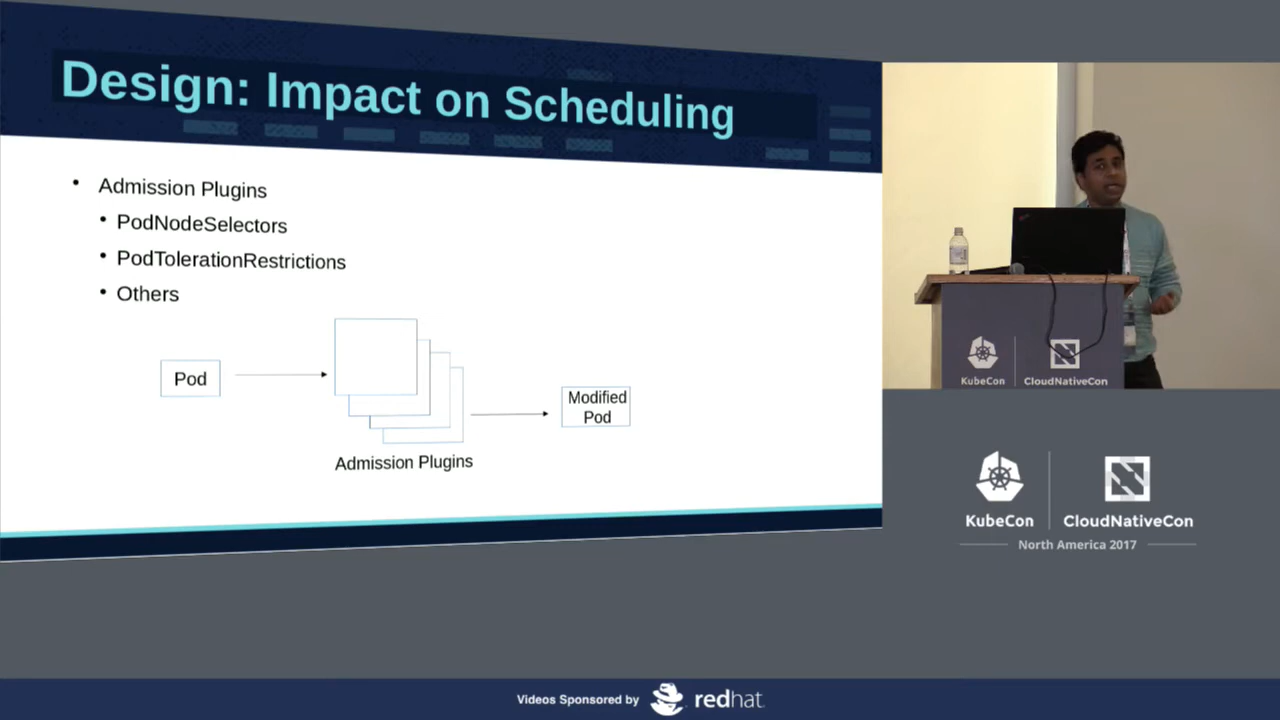 Design: Impact on Scheduling
• Admission Plugins
• PodNodeSelectors
• PodTolerationRestrictions
• Others
Pod
Modified
Pod
Admission Plugins
KubeCon
CloudNativeCon
KubeCon
CloudNativeCon
North America 2017
Videos Sponsored by
redhat.